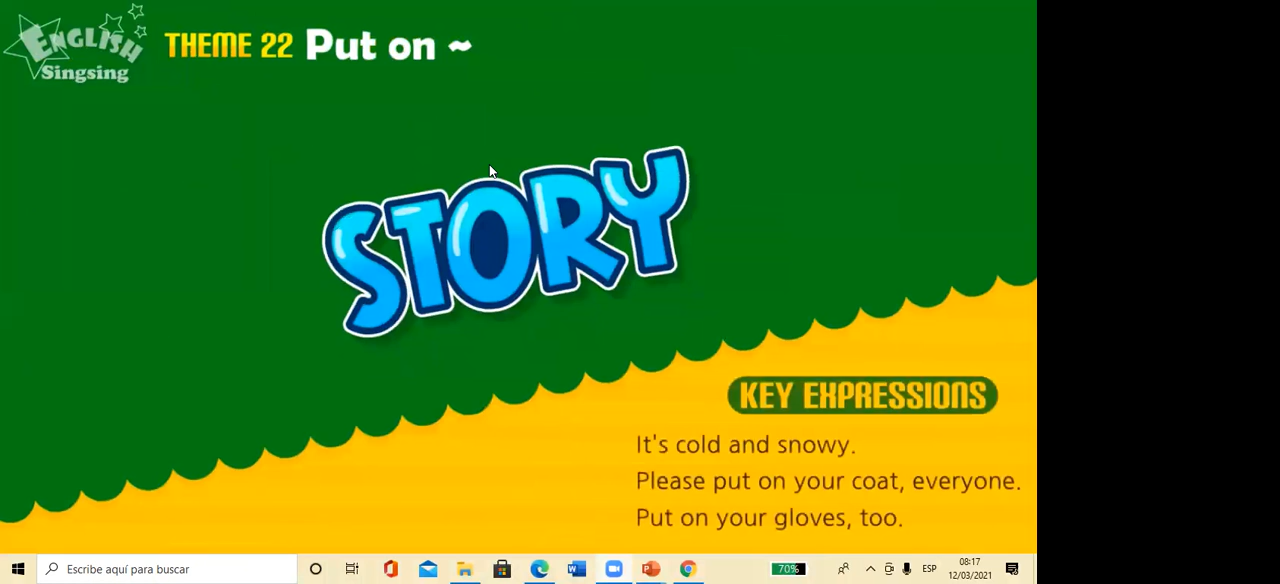 ENGLISH
Singsing
THEME 22 Put on ~
STORY
KEY EXPRESSIONS
It's cold and snowy.
Please put on your coat, everyone.
Put on your gloves, too.
Escribe aquí para buscar
70%
ESP
08:17
12/03/2021